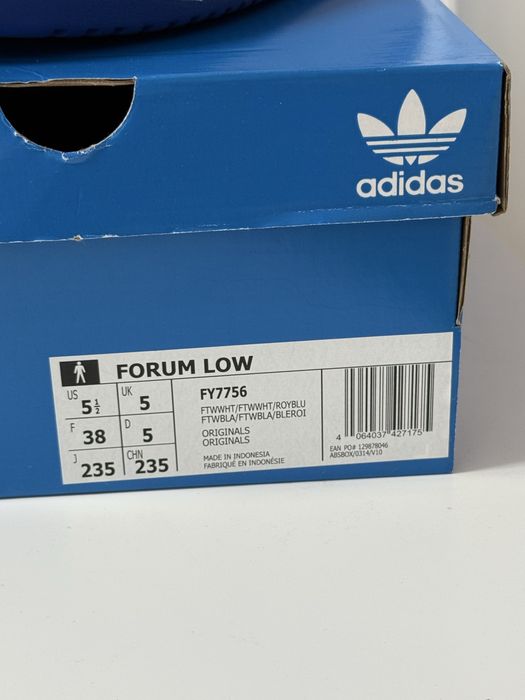 adidas
FORUM LOW
US 5½ UK 5
F 38 D 5
J 235 CHN 235
FY7756
FTWWHT/FTWWHT/ROYBLU
FTWBLA/FTWBLA/BLEROI
ORIGINALS
ORIGINALS
MADE IN INDONESIA
FABRIQUÉ EN INDONÉSIE
4 064037 427175
EAN PO# 129878046
ABSBOX/0314/V10